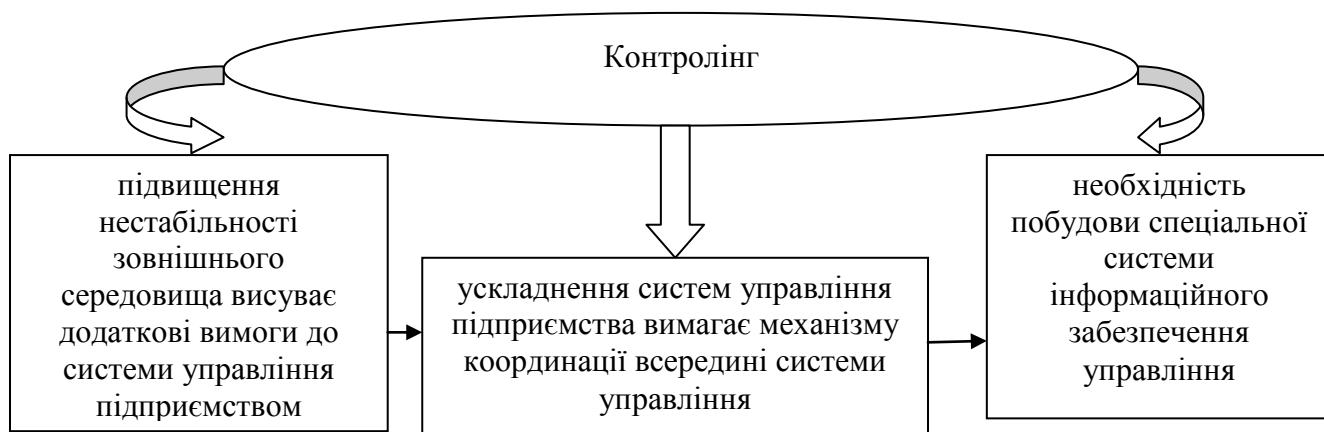 Контролінг
підвищення
нестабільності
зовнішнього
середовища висуває
додаткові вимоги до
системи управління
підприємством
ускладнення систем управління
підприємства вимагає механізму
координації всередині системи
управління
необхідність
побудови спеціальної
системи
інформаційного
забезпечення
управління